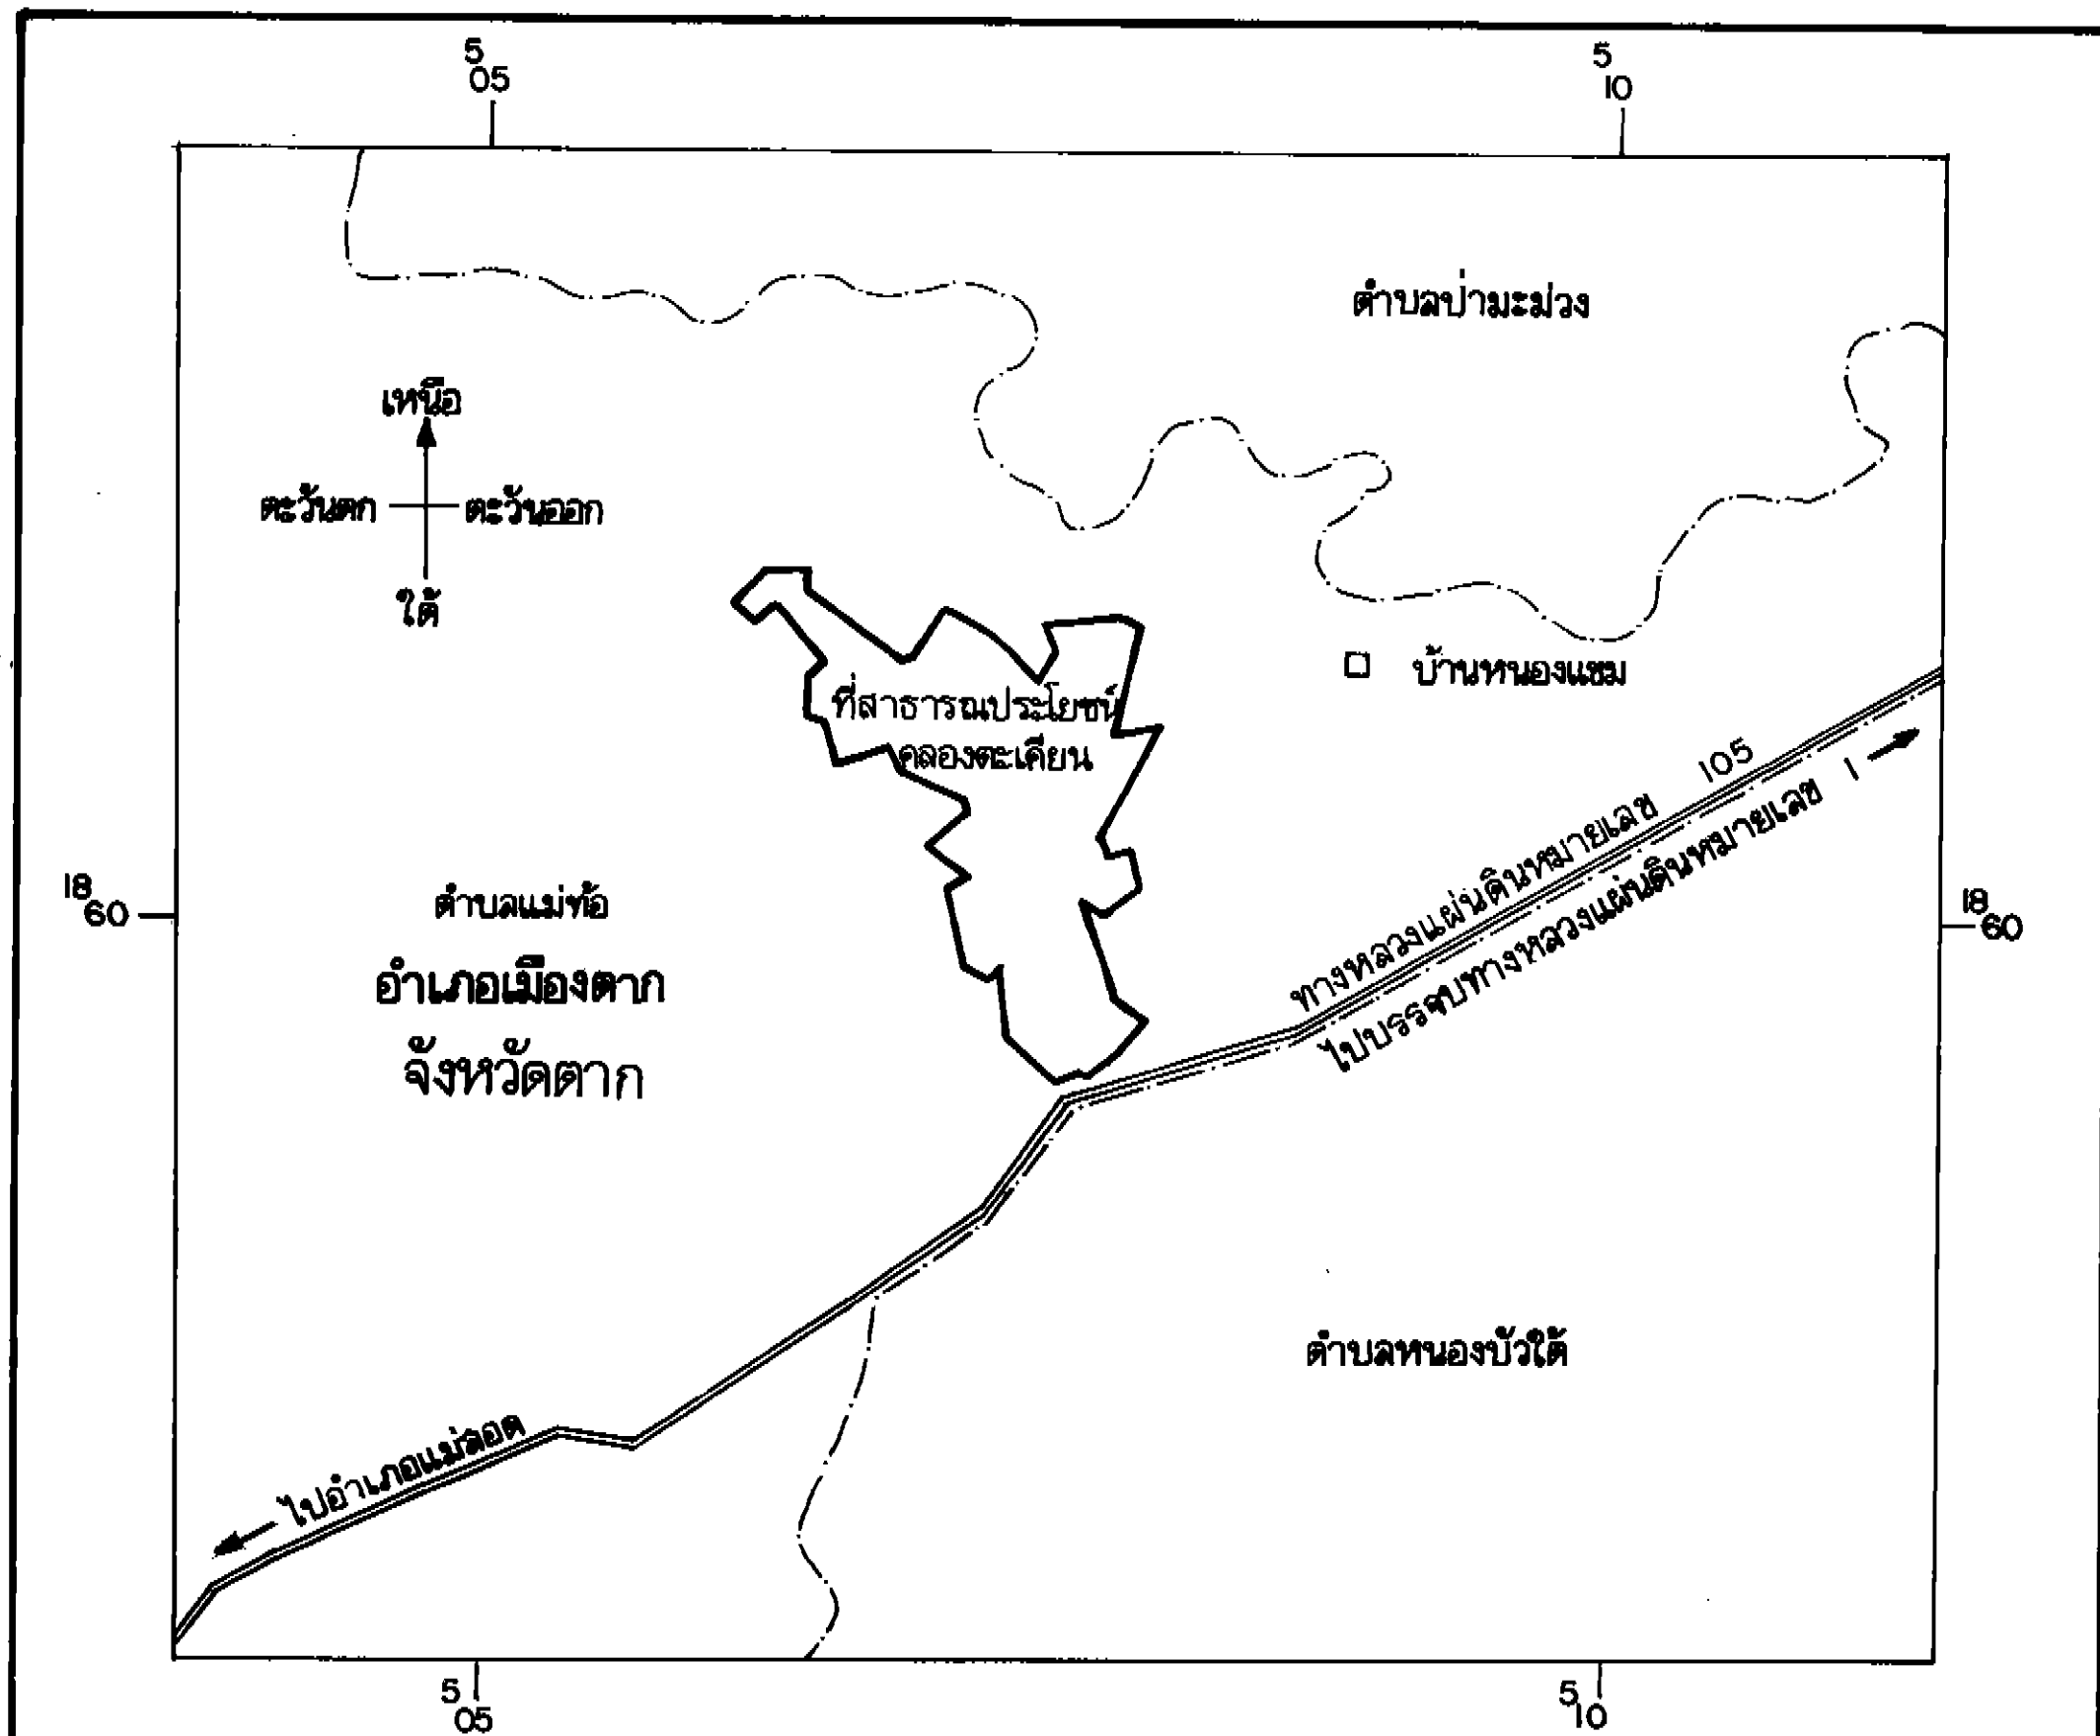 5
05
5
10
ตำบลป่ามะม่วง
เหนือ
ตะวันตก
ตะวันออก
ใต้
บ้านหนองแขม
ที่สาธารณประโยชน์
คลองตะเคียน
ทางหลวงแผ่นดินหมายเลข 105
ไปบรรจบทางหลวงแผ่นดินหมายเลข 1
18
60
18
60
ตำบลแม่ท้อ
อำเภอเมืองตาก
จังหวัดตาก
ตำบลหนองบัวใต้
ไปอำเภอแม่สอด
5
05
5
10